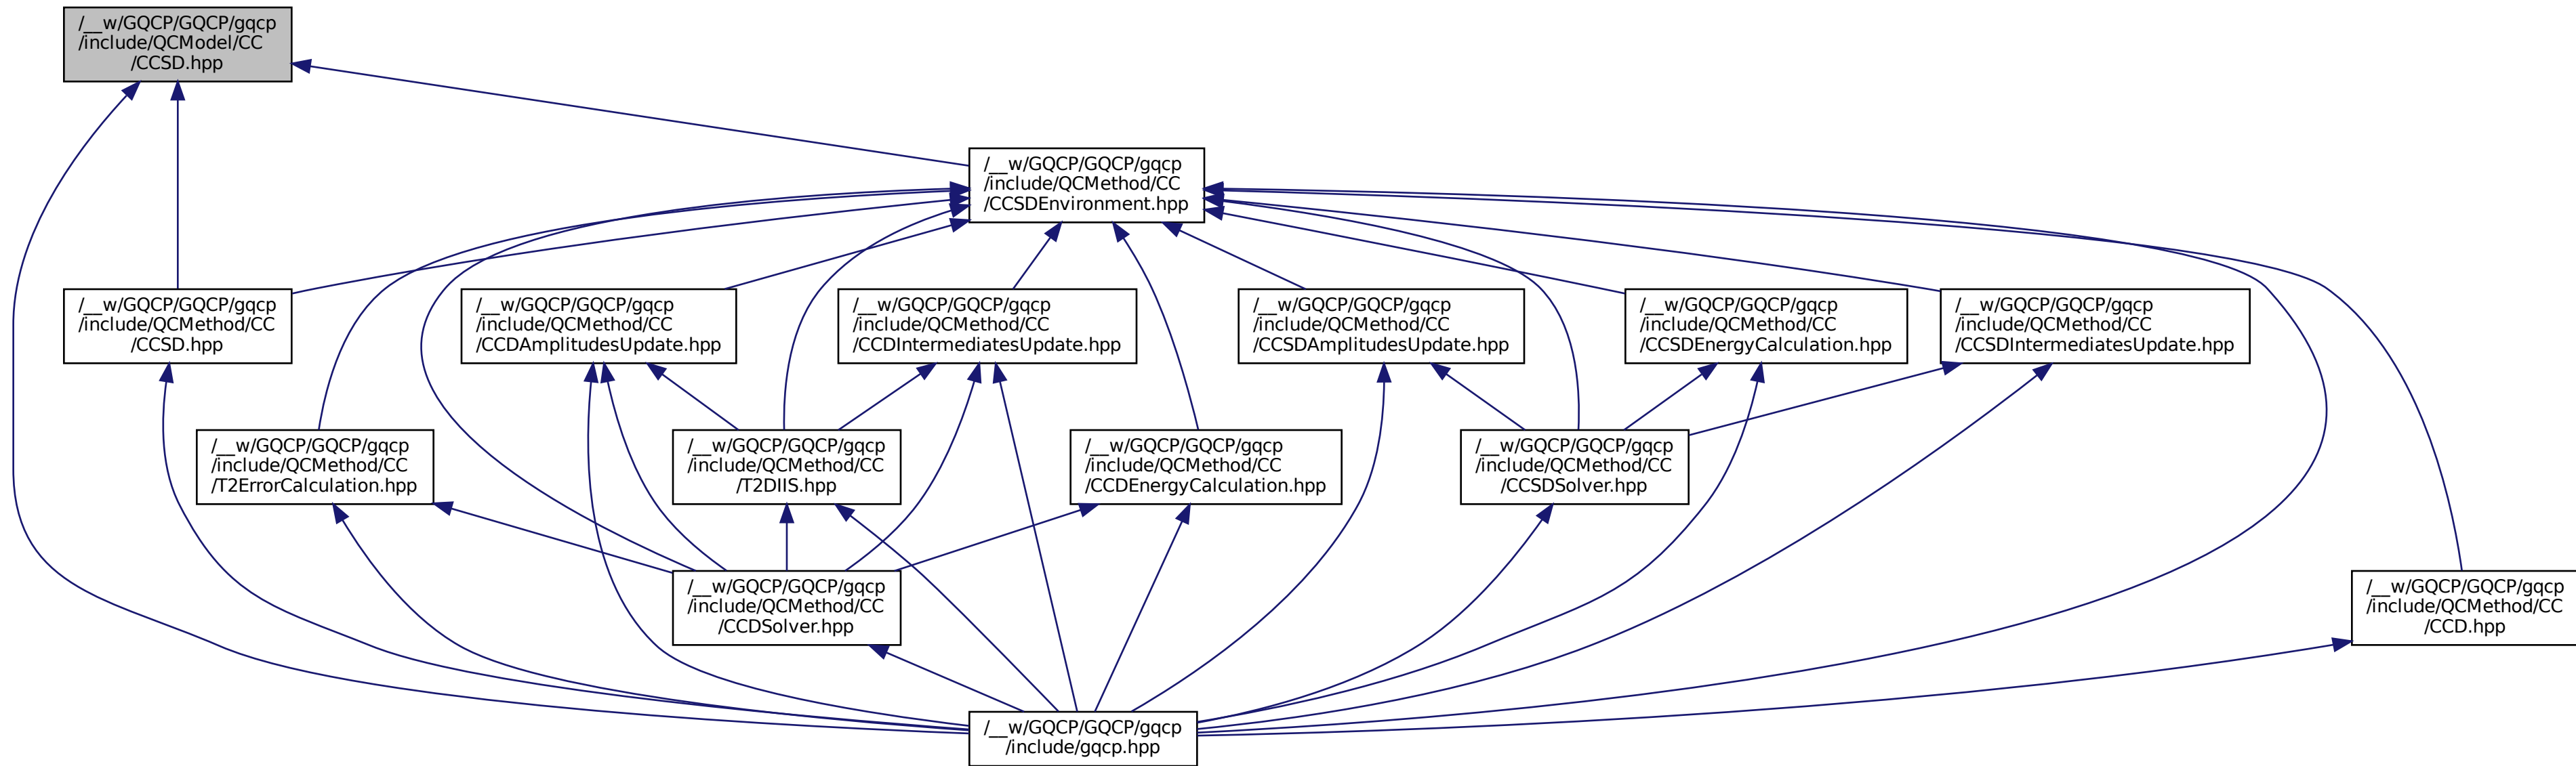 /__w/GQCP/GQCP/gqcp
/include/QCModel/CC
/CCSD.hpp
/__w/GQCP/GQCP/gqcp
/include/QCMethod/CC
/CCSDEnvironment.hpp
/__w/GQCP/GQCP/gqcp
/include/QCMethod/CC
/CCSD.hpp
/__w/GQCP/GQCP/gqcp
/include/QCMethod/CC
/CCDAmplitudesUpdate.hpp
/__w/GQCP/GQCP/gqcp
/include/QCMethod/CC
/CCDIntermediatesUpdate.hpp
/__w/GQCP/GQCP/gqcp
/include/QCMethod/CC
/CCSDAmplitudesUpdate.hpp
/__w/GQCP/GQCP/gqcp
/include/QCMethod/CC
/CCSDEnergyCalculation.hpp
/__w/GQCP/GQCP/gqcp
/include/QCMethod/CC
/CCSDIntermediatesUpdate.hpp
/__w/GQCP/GQCP/gqcp
/include/QCMethod/CC
/T2ErrorCalculation.hpp
/__w/GQCP/GQCP/gqcp
/include/QCMethod/CC
/T2DIIS.hpp
/__w/GQCP/GQCP/gqcp
/include/QCMethod/CC
/CCDEnergyCalculation.hpp
/__w/GQCP/GQCP/gqcp
/include/QCMethod/CC
/CCSDSolver.hpp
/__w/GQCP/GQCP/gqcp
/include/QCMethod/CC
/CCDSolver.hpp
/__w/GQCP/GQCP/gqcp
/include/QCMethod/CC
/CCD.hpp
/__w/GQCP/GQCP/gqcp
/include/gqcp.hpp